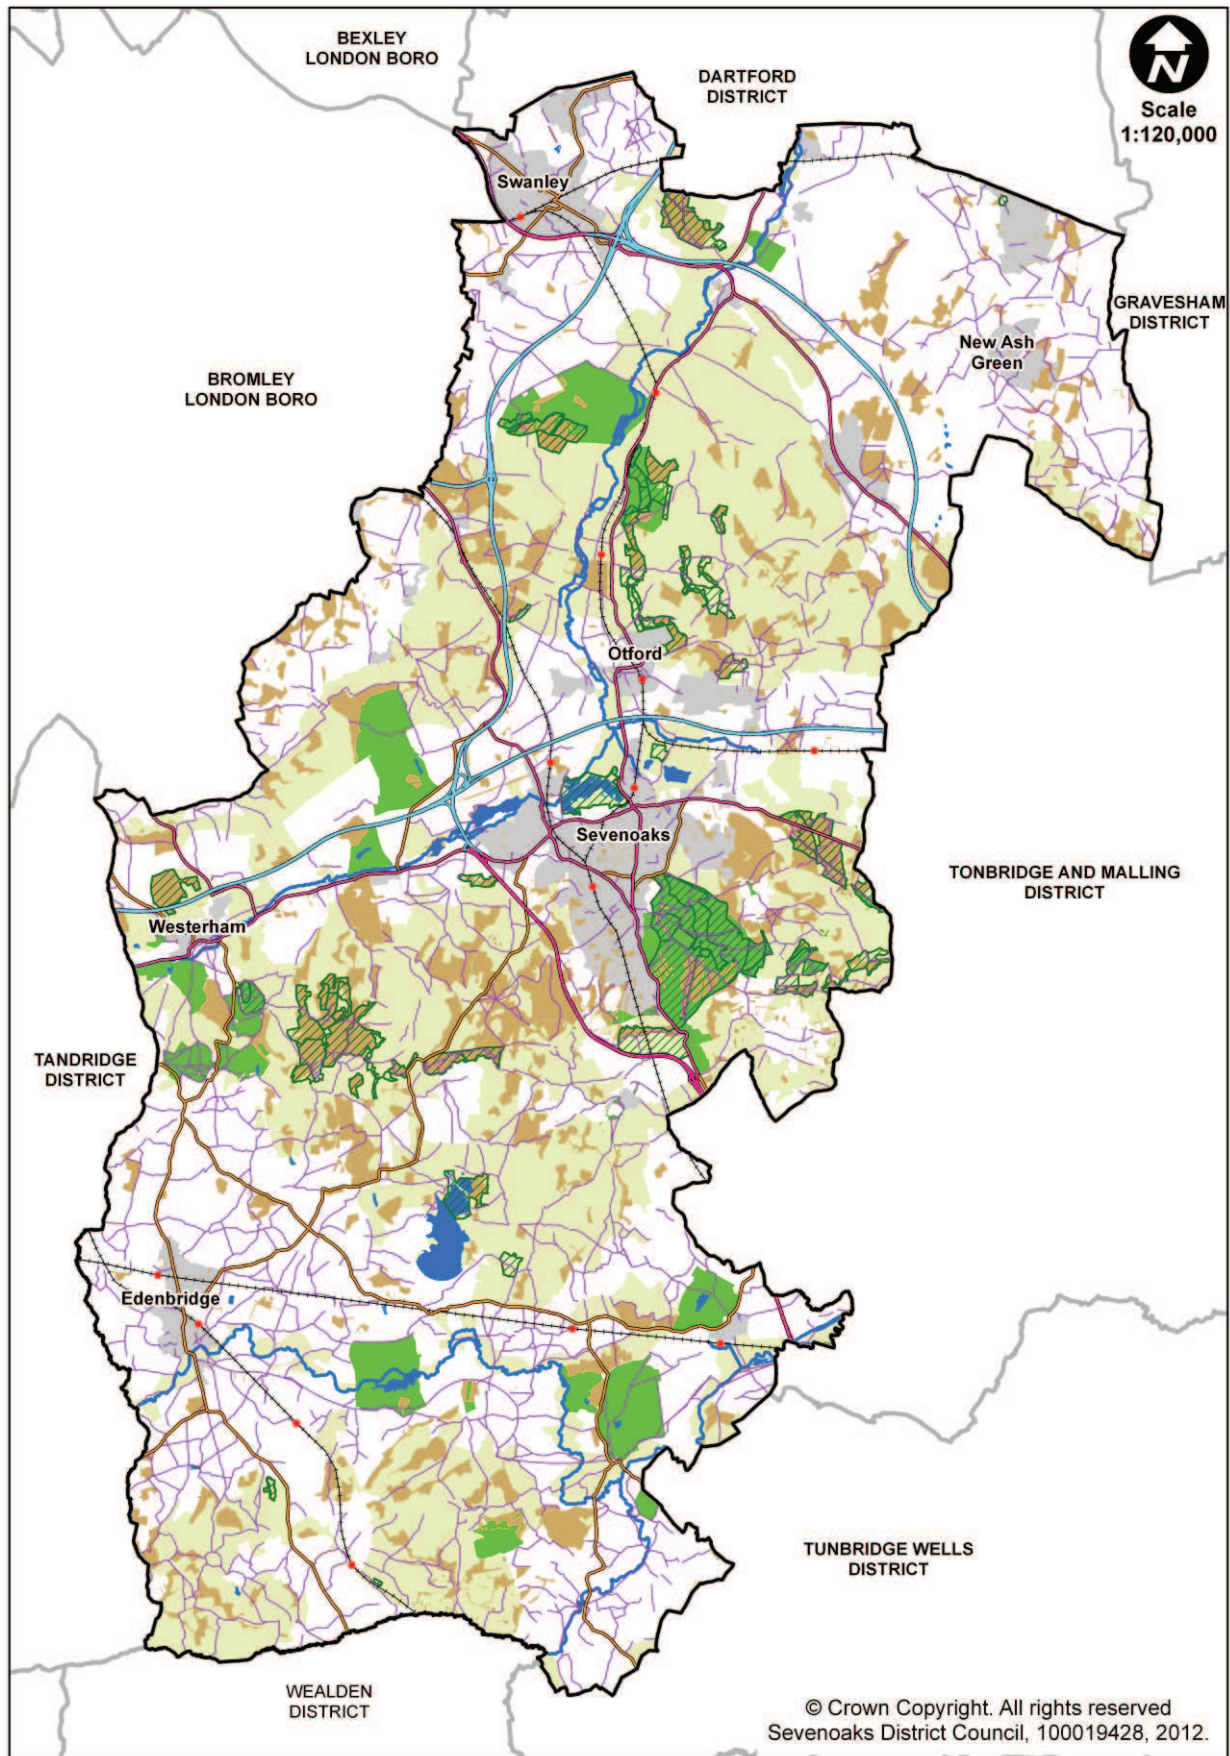 BEXLEY
LONDON BORO
DARTFORD
DISTRICT
N
Scale
1:120,000
Swanley
GRAVESHAM
DISTRICT
New Ash
Green
BROMLEY
LONDON BORO
Otford
Sevenoaks
TONBRIDGE AND MALLING
DISTRICT
Westerham
TANDRIDGE
DISTRICT
Edenbridge
TUNBRIDGE WELLS
DISTRICT
WEALDEN
DISTRICT
© Crown Copyright. All rights reserved
Sevenoaks District Council, 100019428, 2012.